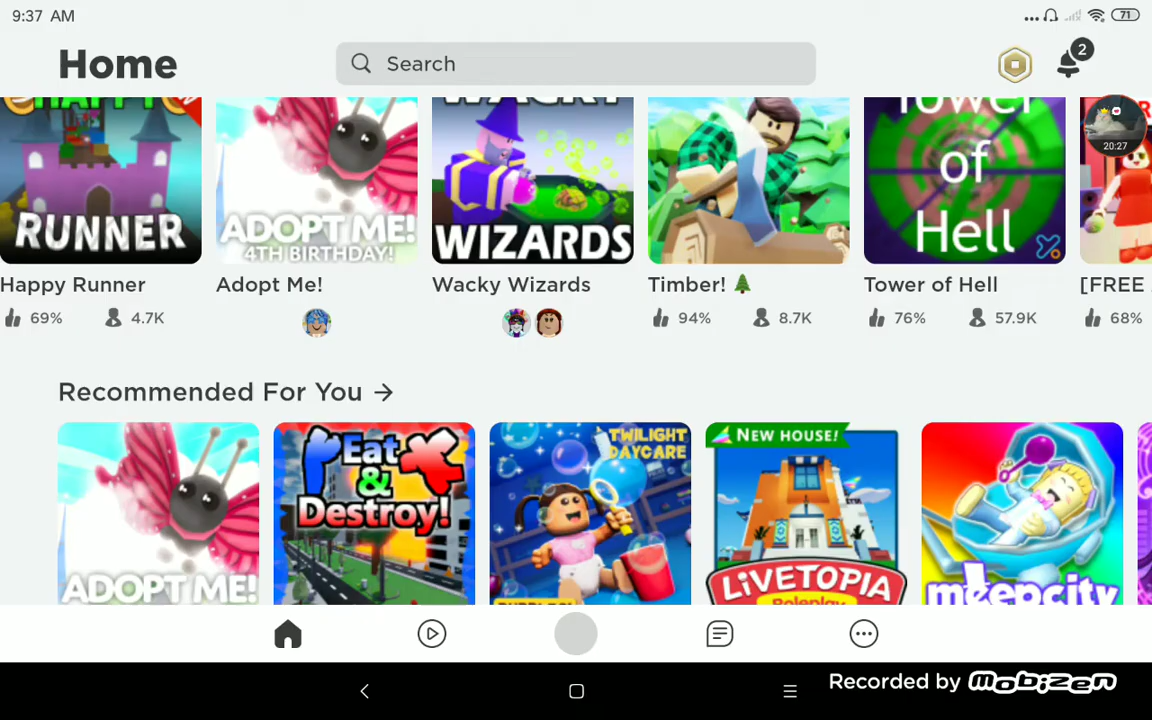 9:37 AM
71
Home
Search
2
HAPPY
RUNNER
ADOPT ME!
4TH BIRTHDAY!
WACKY
WIZARDS
Tower
of
Hell
20:27
Happy Runner
Adopt Me!
Wacky Wizards
Timber!
Tower of Hell
[FREE
69%
4.7K
94%
8.7K
76%
57.9K
68%
Recommended For You
ADOPT ME!
Eat
&
Destroy!
TWILIGHT
DAYCARE
NEW HOUSE!
LIVETOPIA
Roleplay
meepcity
Recorded by mobizen